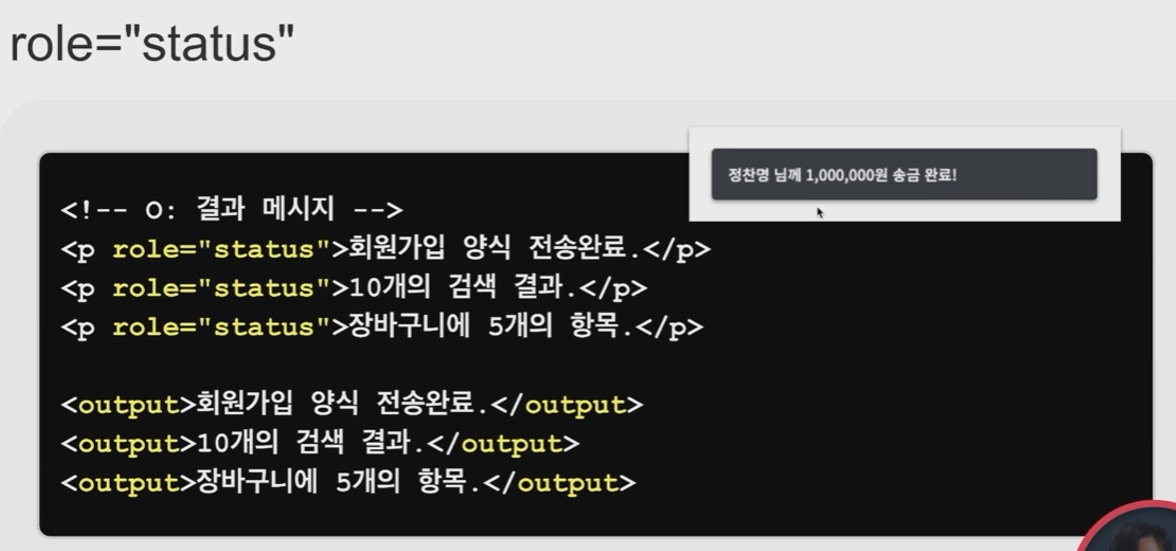 role="status"
정찬명 님께 1,000,000원 송금 완료!
<!-- O: 결과 메시지 -->
<p role="status">회원가입 양식 전송완료.</p>
<p role="status">10개의 검색 결과.</p>
<p role="status">장바구니에 5개의 항목.</p>
<output>회원가입 양식 전송완료.</output>
<output>10개의 검색 결과.</output>
<output>장바구니에 5개의 항목.</output>